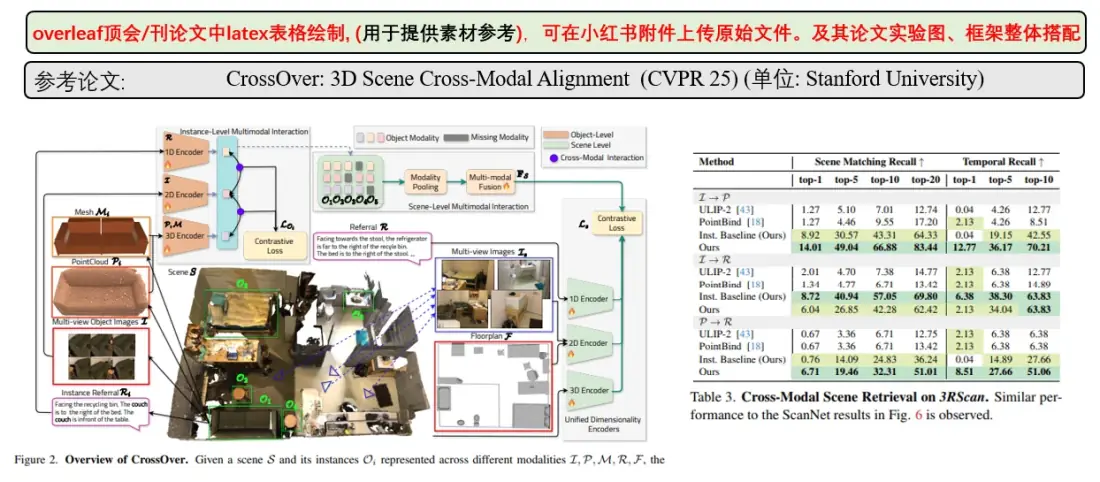 overleaf顶会/刊论文中latex表格绘制, (用于提供素材参考), 可在小红书附件上传原始文件。及其论文实验图、框架整体搭配
参考论文: CrossOver: 3D Scene Cross-Modal Alignment (CVPR 25) (单位: Stanford University)
Instance-Level Multimodal Interaction
R
1D Encoder
I
2D Encoder
P, M
3D Encoder
L_{O_i}
Contrastive Loss
Object Modality
Missing Modality
O₁ O₂ O₃ O₄ O₅
Modality Pooling
Multi-modal Fusion
F_S
Scene-Level Multimodal Interaction
Object-Level
Scene Level
Cross-Modal Interaction
Mesh M_i
PointCloud P_i
Multi-view Object Images I
Instance Referral R_i
Facing the recycling bin. The couch
is to the right of the bed. The
couch is infront of the table.
Scene S
Referral R
Facing towards the stool, the refrigerator
is far to the right of the recycle bin.
The bed is to the right of the stool. ...
Multi-view Images I_s
Floorplan F
L_s
Contrastive Loss
1D Encoder
2D Encoder
3D Encoder
Unified Dimensionality
Encoders
Figure 2. Overview of CrossOver. Given a scene S and its instances O_i represented across different modalities I, P, M, R, F, the
Method Scene Matching Recall ↑ Temporal Recall ↑
top-1 top-5 top-10 top-20 top-1 top-5 top-10
I → P
ULIP-2 [43] 1.27 5.10 7.01 12.74 0.04 4.26 12.77
PointBind [18] 1.27 4.46 9.55 17.20 2.13 4.26 8.51
Inst. Baseline (Ours) 8.92 30.57 43.31 64.33 0.04 19.15 42.55
Ours 14.01 49.04 66.88 83.44 12.77 36.17 70.21
I → R
ULIP-2 [43] 2.01 4.70 7.38 14.77 2.13 6.38 12.77
PointBind [18] 1.34 4.77 6.71 13.42 2.13 6.38 14.89
Inst. Baseline (Ours) 8.72 40.94 57.05 69.80 6.38 38.30 63.83
Ours 6.04 26.85 42.28 62.42 2.13 34.04 63.83
P → R
ULIP-2 [43] 0.67 3.36 6.71 12.75 2.13 6.38 6.38
PointBind [18] 0.67 3.36 6.71 13.42 2.13 6.38 6.38
Inst. Baseline (Ours) 0.76 14.09 24.83 36.24 0.04 14.89 27.66
Ours 6.71 19.46 32.31 51.01 8.51 27.66 51.06
Table 3. Cross-Modal Scene Retrieval on 3RScan. Similar per-
formance to the ScanNet results in Fig. 6 is observed.